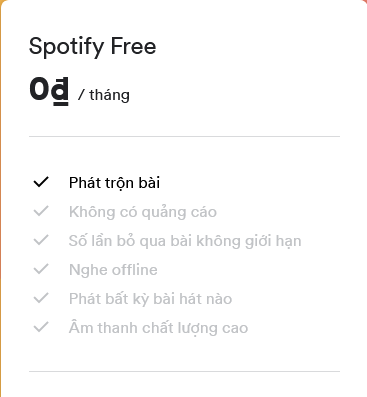 Spotify Free
0₫ / tháng
Phát trộn bài
Không có quảng cáo
Số lần bỏ qua bài không giới hạn
Nghe offline
Phát bất kỳ bài hát nào
Âm thanh chất lượng cao